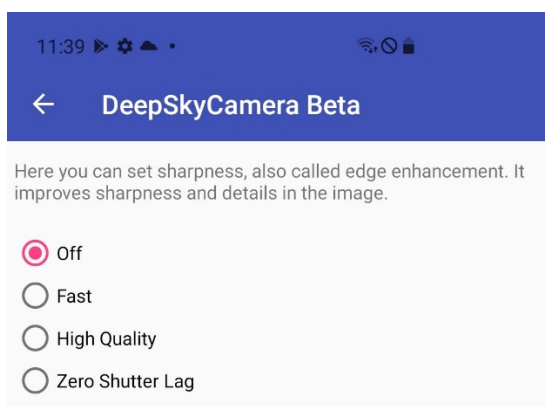 11:39
DeepSkyCamera Beta
Here you can set sharpness, also called edge enhancement. It
improves sharpness and details in the image.
Off
Fast
High Quality
Zero Shutter Lag